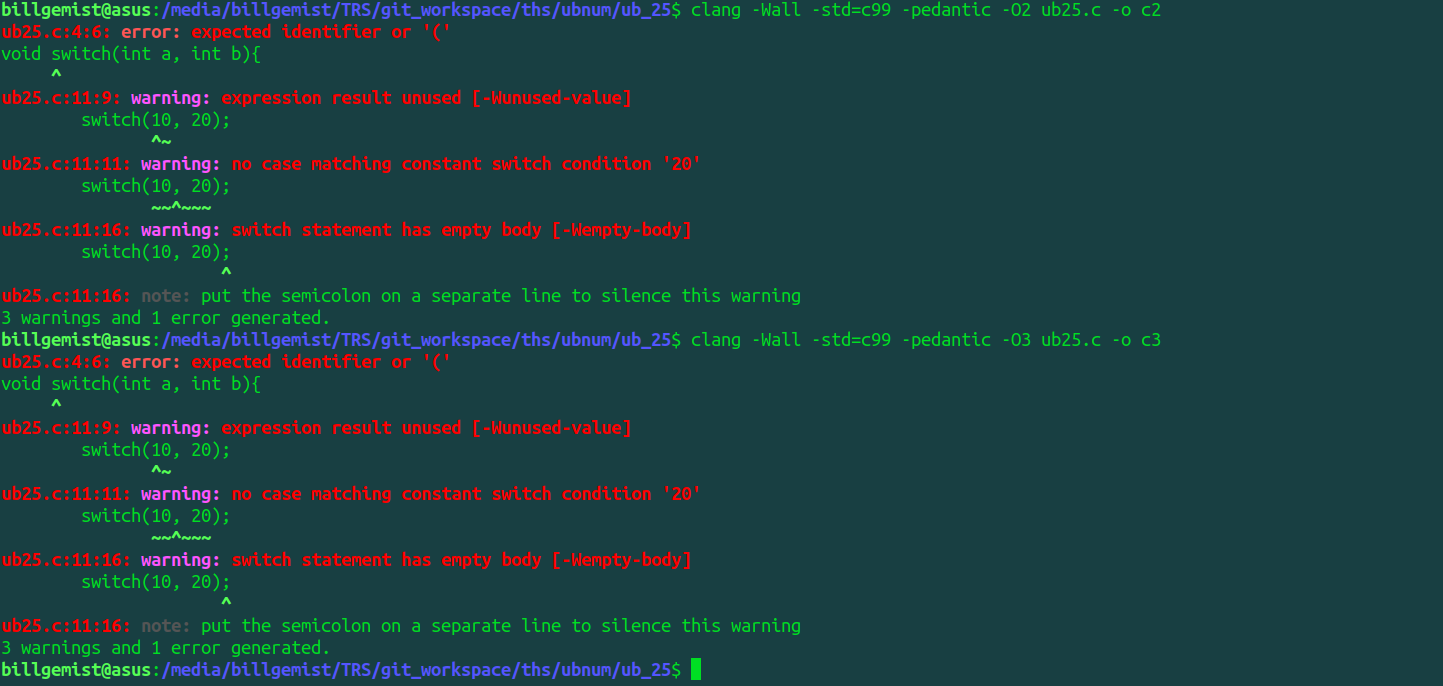 billgemist@asus:/media/billgemist/TRS/git_workspace/ths/ubnum/ub_25$ clang -Wall -std=c99 -pedantic -O2 ub25.c -o c2
ub25.c:4:6: error: expected identifier or '('
void switch(int a, int b){
     ^
ub25.c:11:9: warning: expression result unused [-Wunused-value]
        switch(10, 20);
               ^~
ub25.c:11:11: warning: no case matching constant switch condition '20'
        switch(10, 20);
               ~~^~~~
ub25.c:11:16: warning: switch statement has empty body [-Wempty-body]
        switch(10, 20);
                      ^
ub25.c:11:16: note: put the semicolon on a separate line to silence this warning
3 warnings and 1 error generated.
billgemist@asus:/media/billgemist/TRS/git_workspace/ths/ubnum/ub_25$ clang -Wall -std=c99 -pedantic -O3 ub25.c -o c3
ub25.c:4:6: error: expected identifier or '('
void switch(int a, int b){
     ^
ub25.c:11:9: warning: expression result unused [-Wunused-value]
        switch(10, 20);
               ^~
ub25.c:11:11: warning: no case matching constant switch condition '20'
        switch(10, 20);
               ~~^~~~
ub25.c:11:16: warning: switch statement has empty body [-Wempty-body]
        switch(10, 20);
                      ^
ub25.c:11:16: note: put the semicolon on a separate line to silence this warning
3 warnings and 1 error generated.
billgemist@asus:/media/billgemist/TRS/git_workspace/ths/ubnum/ub_25$